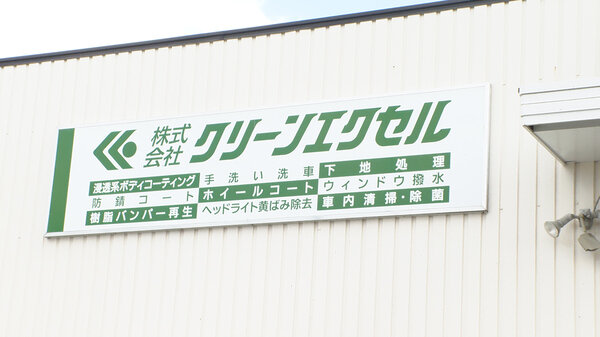 株式会社 クリーンエクセル
浸透系ボディコーティング 手洗い洗車 下地処理
防錆コート ホイールコート ウィンドウ撥水
樹脂バンパー再生 ヘッドライト黄ばみ除去 車内清掃・除菌